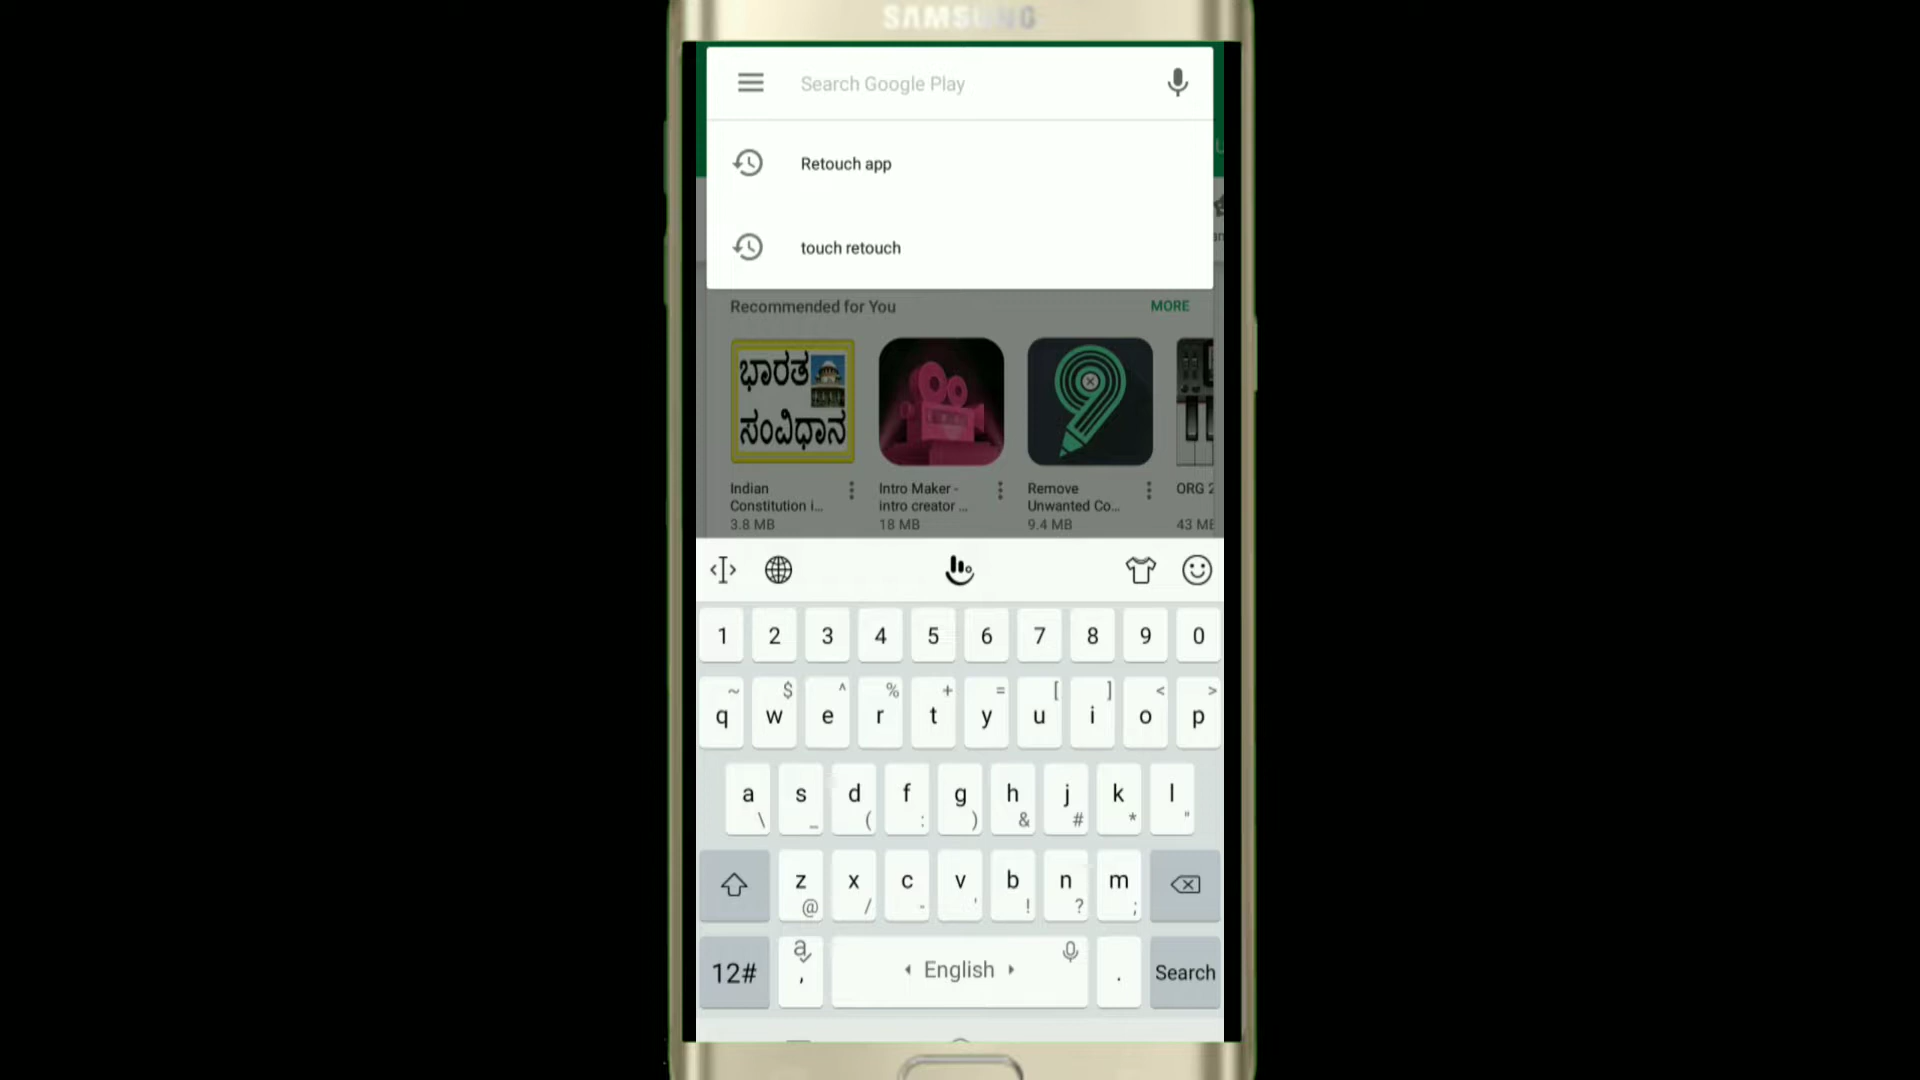 SAMSUNG
Search Google Play
Retouch app
touch retouch
Recommended for You
MORE
ಭಾರತ
ಸಂವಿಧಾನ
Indian
Constitution i...
3.8 MB
Intro Maker -
intro creator ...
18 MB
Remove
Unwanted Co...
9.4 MB
ORG 2
43 MB
1 2 3 4 5 6 7 8 9 0
~ $ ^ % + = [ ] < >
q w e r t y u i o p
a s d f g h j k l
\ _ ( : ) & # * "
z x c v b n m
@ / - ' ! ? ;
12# , English . Search